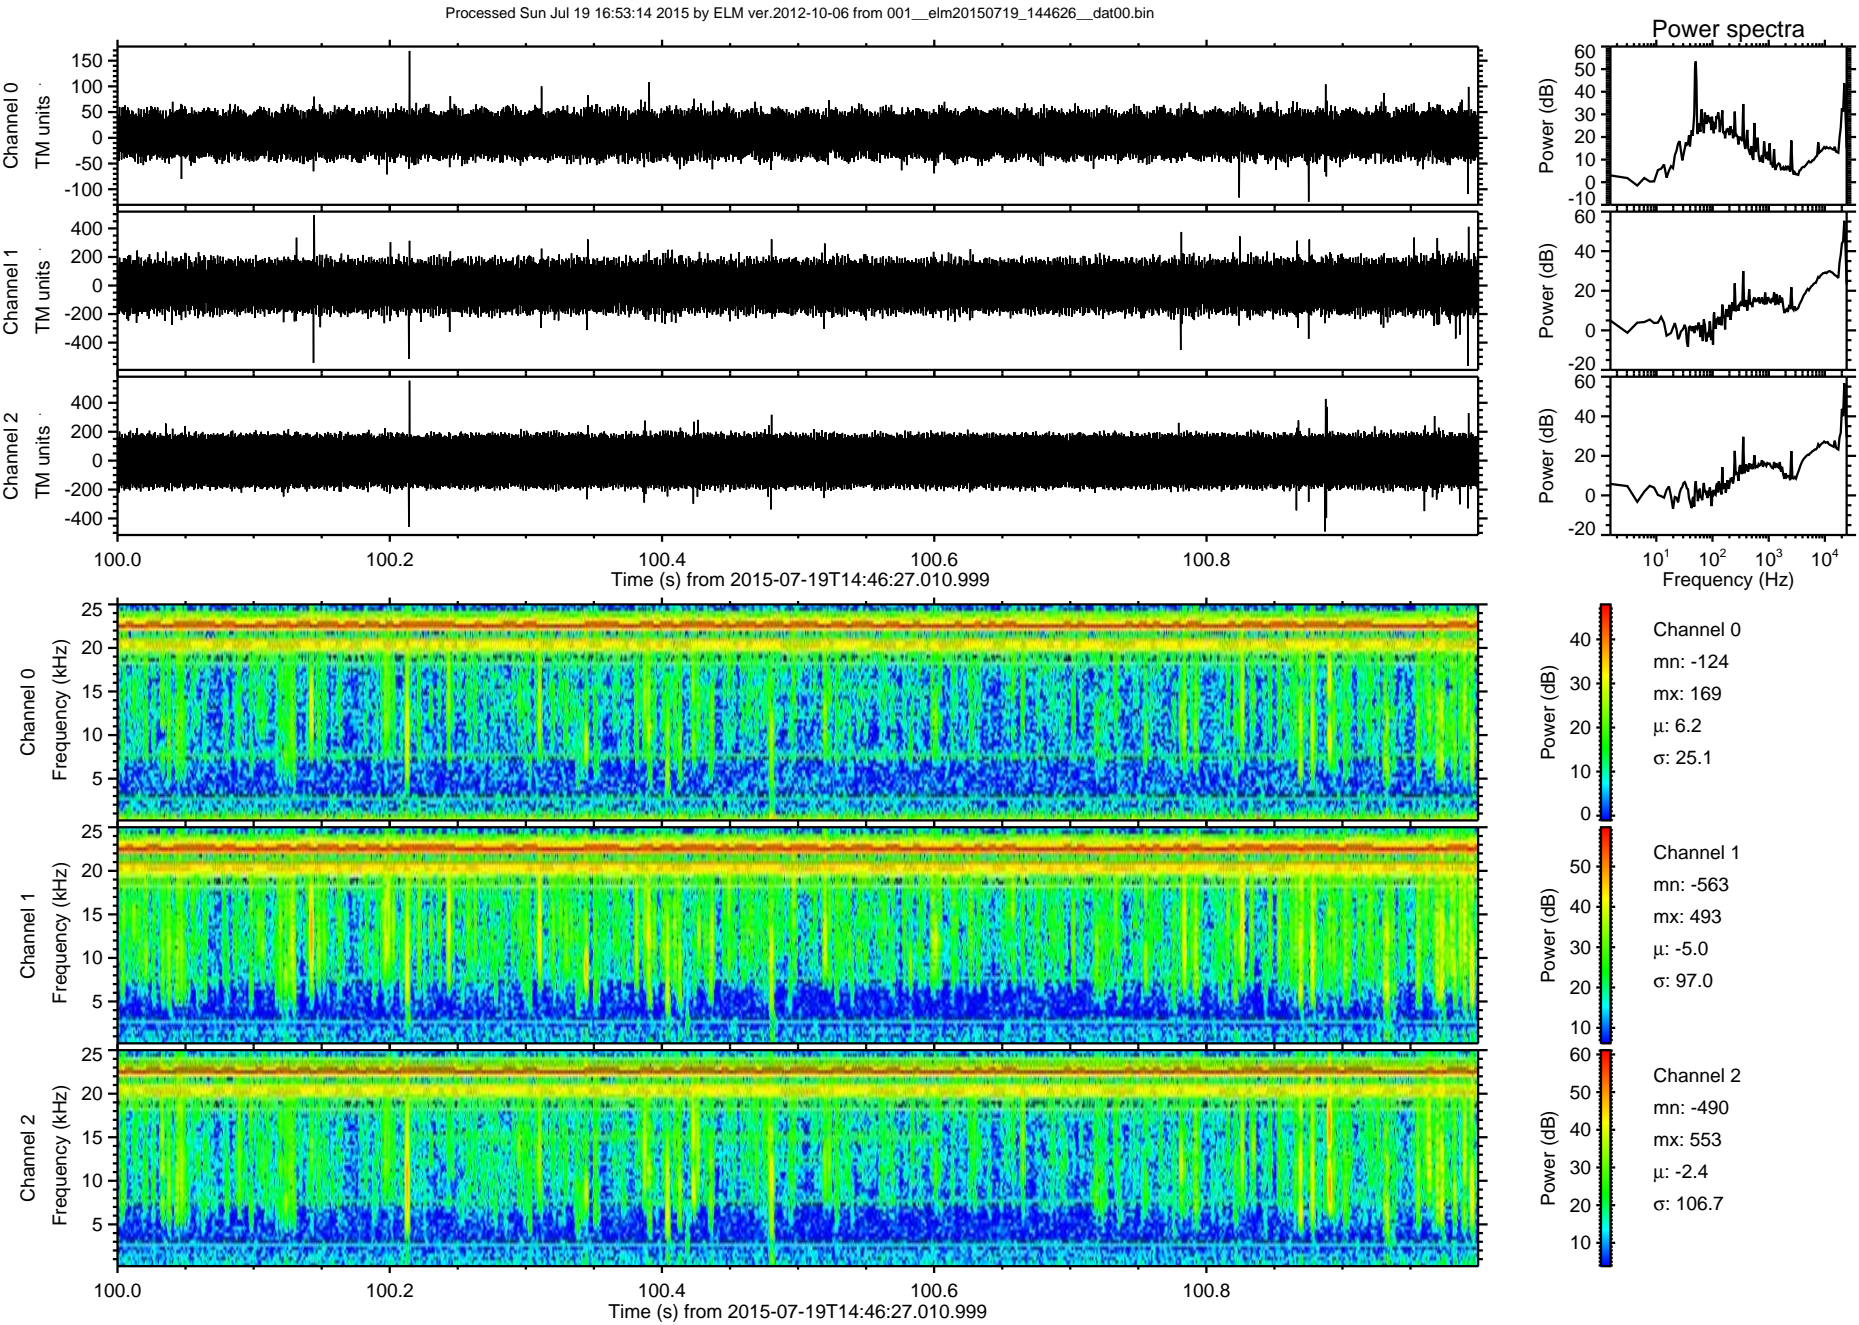 Processed Sun Jul 19 16:53:14 2015 by ELM ver.2012-10-06 from 001__elm20150719_144626__dat00.bin
Power spectra
Channel 0
TM units
150
100
50
0
-50
-100
Power (dB)
60
50
40
30
20
10
0
-10
Channel 1
TM units
400
200
0
-200
-400
Power (dB)
60
40
20
0
-20
Channel 2
TM units
400
200
0
-200
-400
Power (dB)
60
40
20
0
-20
100.0 100.2 100.4 100.6 100.8
Time (s) from 2015-07-19T14:46:27.010.999
10¹ 10² 10³ 10⁴
Frequency (Hz)
Channel 0
Frequency (kHz)
25
20
15
10
5
Power (dB)
40
30
20
10
0
Channel 0
mn: -124
mx: 169
μ: 6.2
σ: 25.1
Channel 1
Frequency (kHz)
25
20
15
10
5
Power (dB)
50
40
30
20
10
Channel 1
mn: -563
mx: 493
μ: -5.0
σ: 97.0
Channel 2
Frequency (kHz)
25
20
15
10
5
Power (dB)
60
50
40
30
20
10
Channel 2
mn: -490
mx: 553
μ: -2.4
σ: 106.7
100.0 100.2 100.4 100.6 100.8
Time (s) from 2015-07-19T14:46:27.010.999